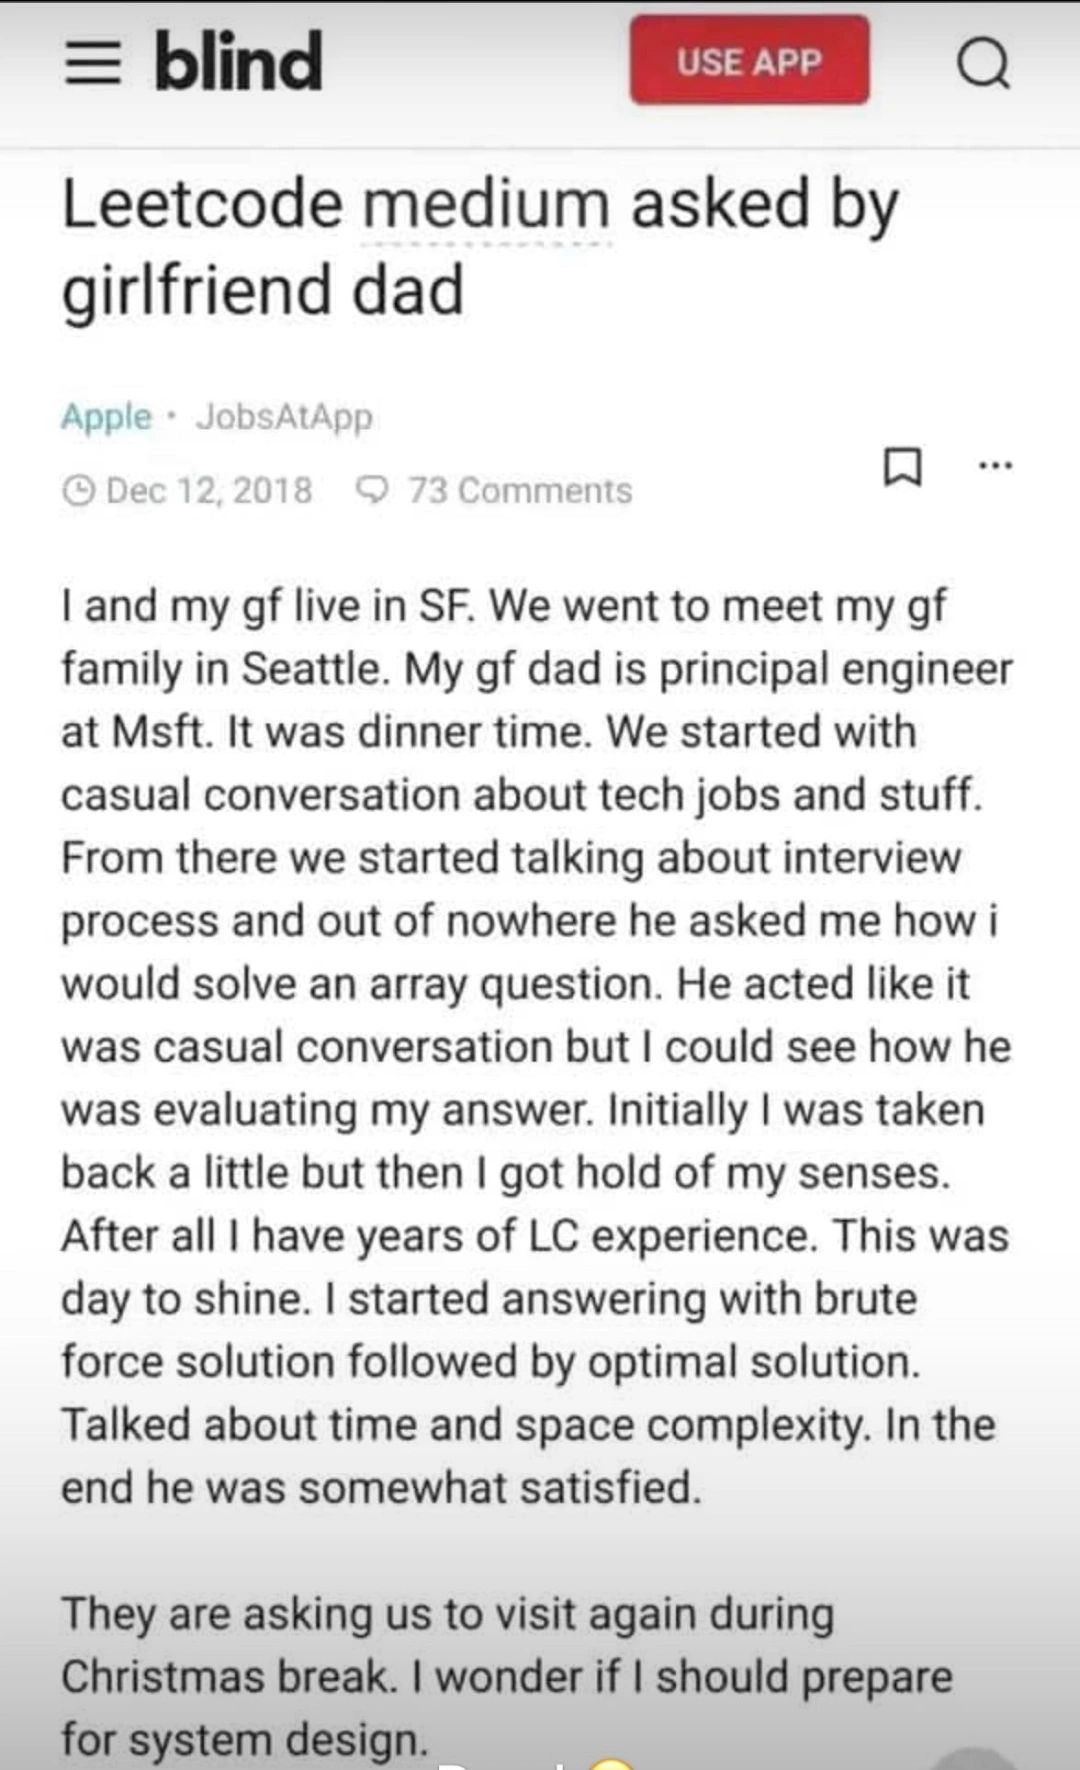 blind
USE APP
Leetcode medium asked by
girlfriend dad
Apple · JobsAtApp
Dec 12, 2018 73 Comments
I and my gf live in SF. We went to meet my gf
family in Seattle. My gf dad is principal engineer
at Msft. It was dinner time. We started with
casual conversation about tech jobs and stuff.
From there we started talking about interview
process and out of nowhere he asked me how i
would solve an array question. He acted like it
was casual conversation but I could see how he
was evaluating my answer. Initially I was taken
back a little but then I got hold of my senses.
After all I have years of LC experience. This was
day to shine. I started answering with brute
force solution followed by optimal solution.
Talked about time and space complexity. In the
end he was somewhat satisfied.
They are asking us to visit again during
Christmas break. I wonder if I should prepare
for system design.